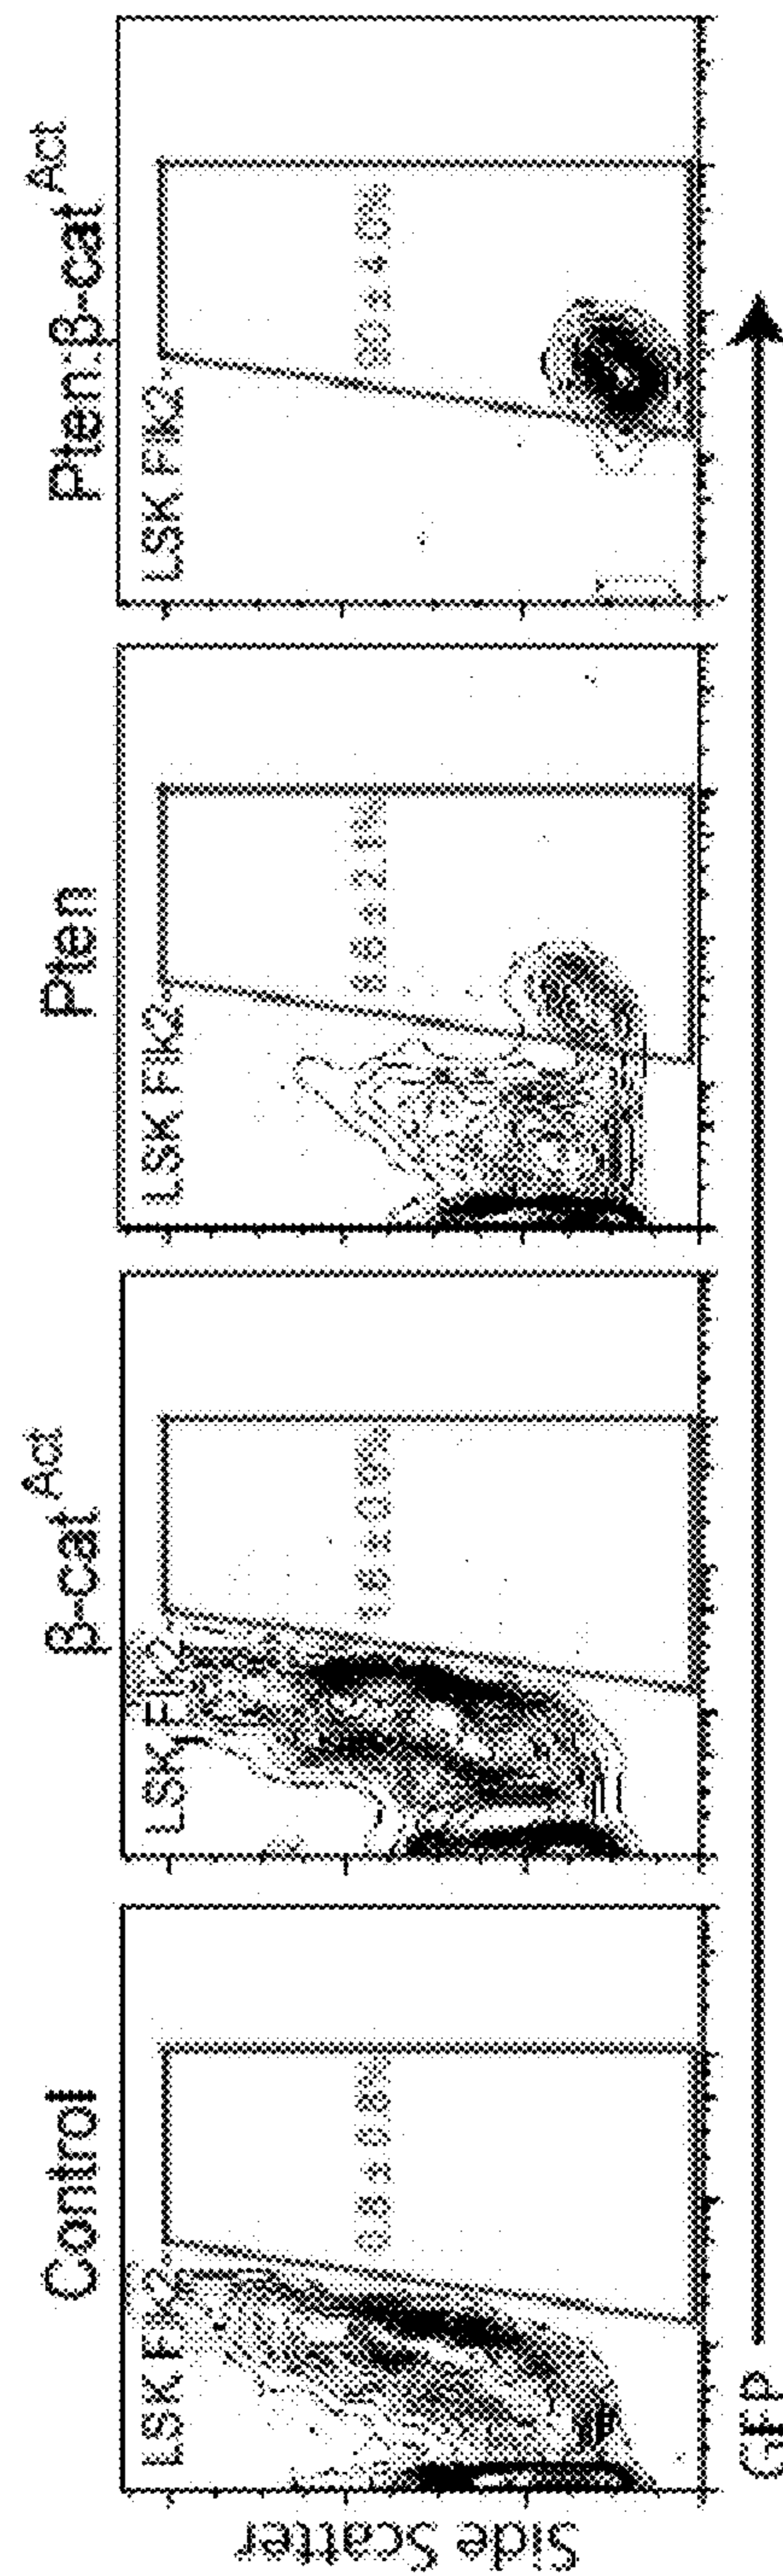 Control
β-cat Act
Pten
Pten:β-cat Act
LSK Flk2-
LSK Flk2-
LSK Flk2-
LSK Flk2-
Side Scatter
GFP